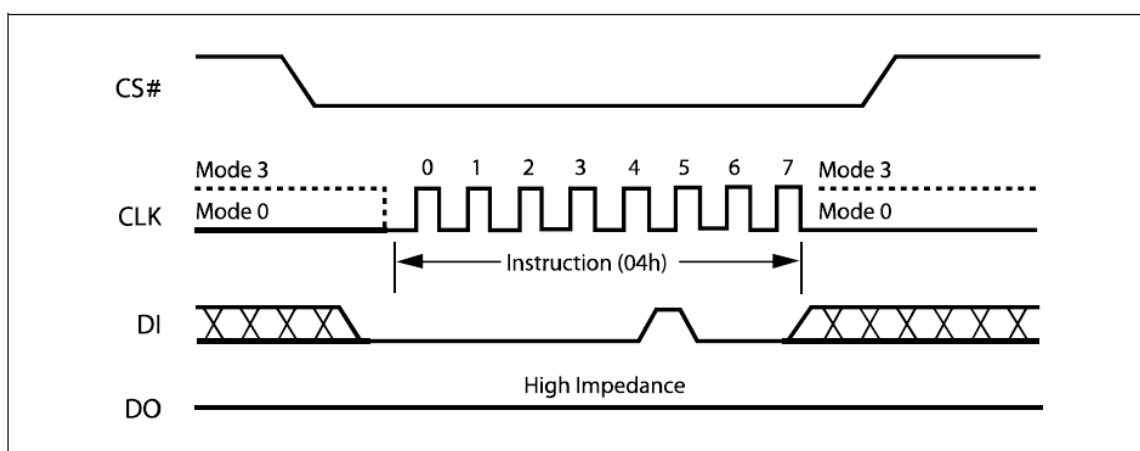 CS#
0 1 2 3 4 5 6 7
Mode 3 Mode 3
CLK Mode 0 Mode 0
Instruction (04h)
DI
High Impedance
DO